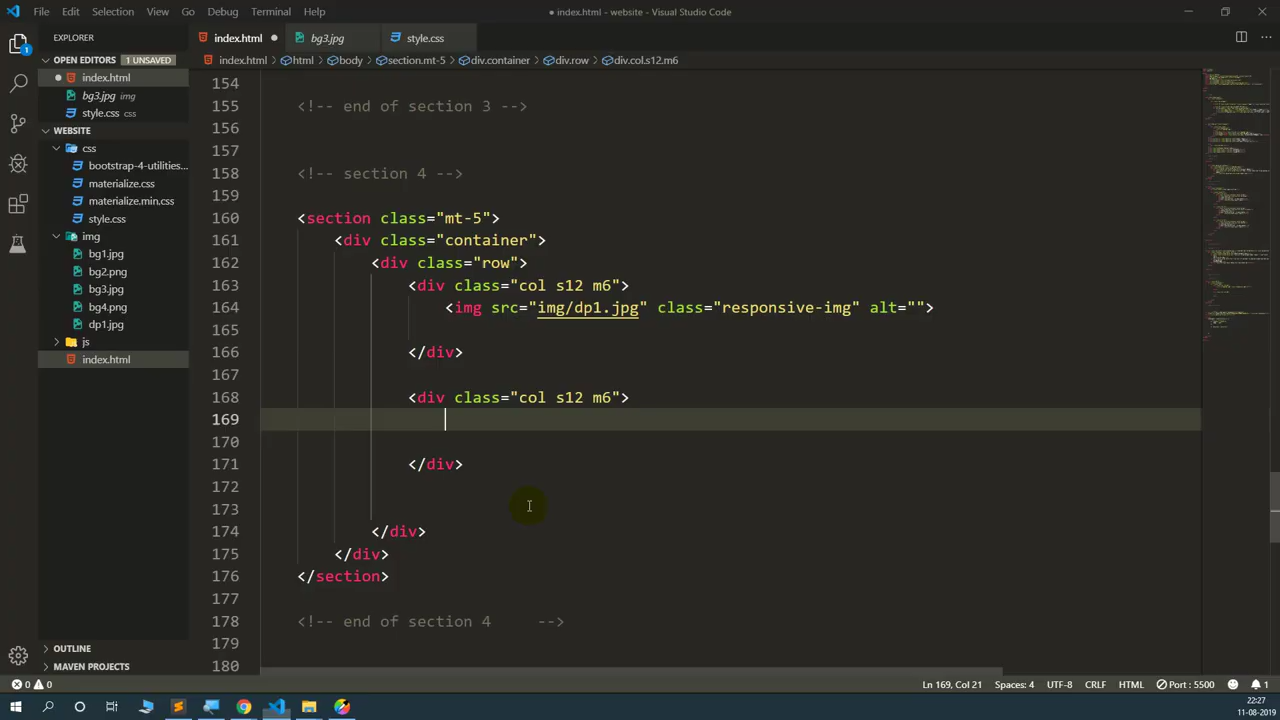 File Edit Selection View Go Debug Terminal Help
● index.html - website - Visual Studio Code
EXPLORER
index.html
bg3.jpg
style.css
index.html > html > body > section.mt-5 > div.container > div.row > div.col.s12.m6
OPEN EDITORS 1 UNSAVED
index.html
bg3.jpg img
style.css css
WEBSITE
css
bootstrap-4-utilities...
materialize.css
materialize.min.css
style.css
img
bg1.jpg
bg2.png
bg3.jpg
bg4.png
dp1.jpg
js
index.html
OUTLINE
MAVEN PROJECTS
154
155 <!-- end of section 3 -->
156
157
158 <!-- section 4 -->
159
160 <section class="mt-5">
161 <div class="container">
162 <div class="row">
163 <div class="col s12 m6">
164 <img src="img/dp1.jpg" class="responsive-img" alt="">
165
166 </div>
167
168 <div class="col s12 m6">
169
170
171 </div>
172
173
174 </div>
175 </div>
176 </section>
177
178 <!-- end of section 4     -->
179
180
0 0
Ln 169, Col 21 Spaces: 4 UTF-8 CRLF HTML Port : 5500 1
22:27
11-08-2019